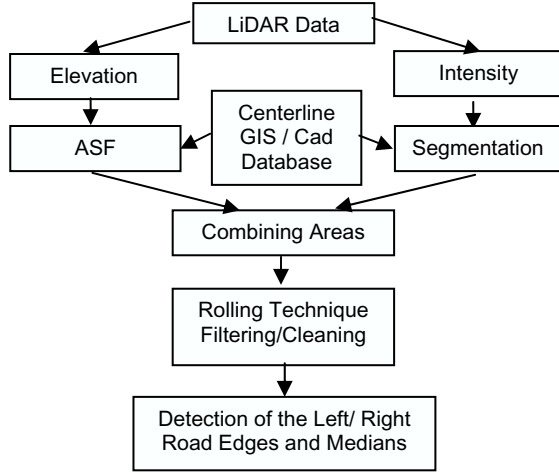 LiDAR Data
Elevation
Intensity
Centerline
GIS / Cad
Database
ASF
Segmentation
Combining Areas
Rolling Technique
Filtering/Cleaning
Detection of the Left/ Right
Road Edges and Medians